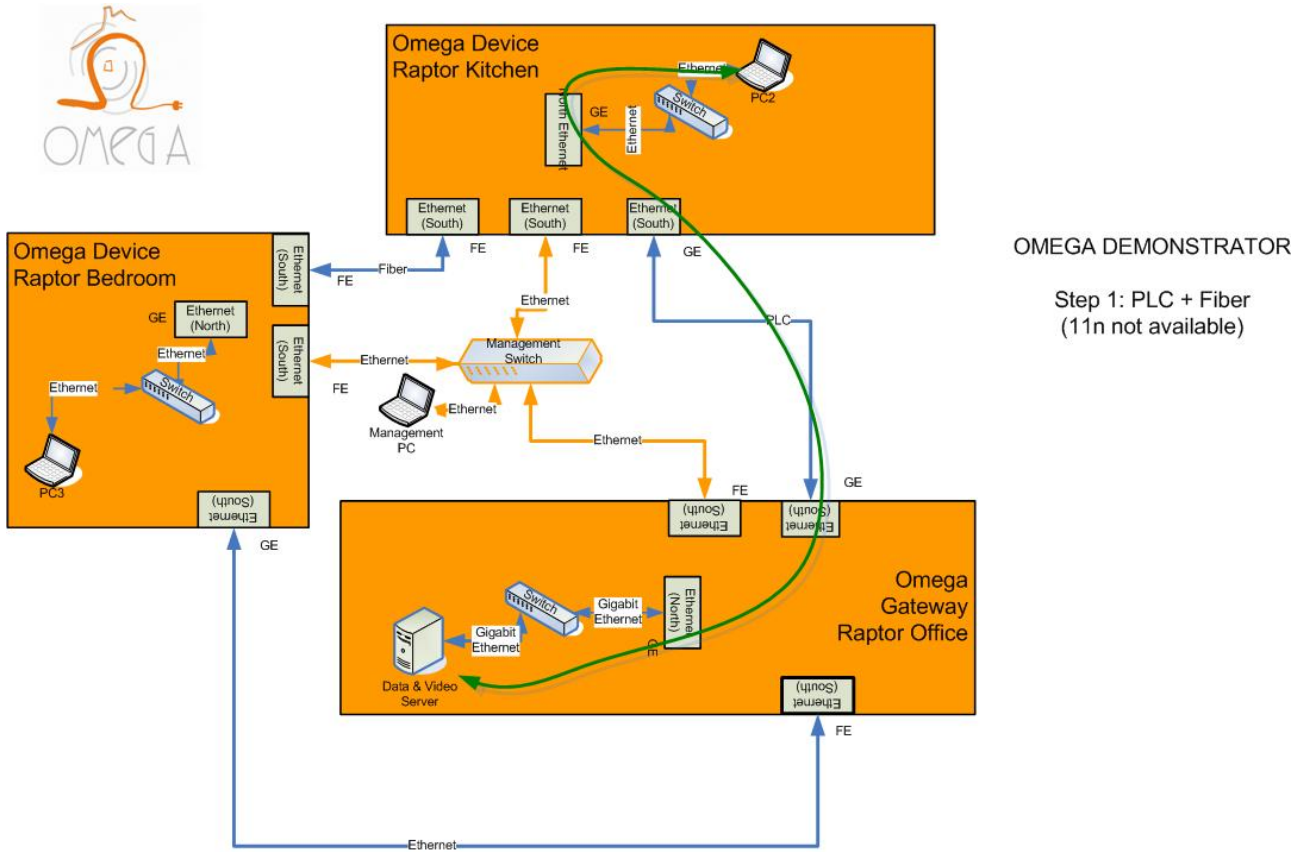 OMEGA
Omega Device
Raptor Kitchen
Ethernet
PC2
Switch
North Ethernet
GE
Ethernet
Ethernet
(South)
FE
Ethernet
(South)
FE
Ethernet
(South)
GE
Omega Device
Raptor Bedroom
Ethernet
(South)
FE
Fiber
GE
Ethernet
(North)
Ethernet
Switch
Ethernet
PC3
Ethernet
(South)
FE
Ethernet
Ethernet
Management
Switch
Ethernet
Management
PC
PLC
OMEGA DEMONSTRATOR
Step 1: PLC + Fiber
(11n not available)
Ethernet
(South)
GE
Ethernet
FE
Ethernet
(South)
GE
Ethernet
(South)
Omega
Gateway
Raptor Office
Switch
Gigabit
Ethernet
Gigabit
Ethernet
Ethernet
(North)
GE
Data & Video
Server
Ethernet
(South)
FE
Ethernet